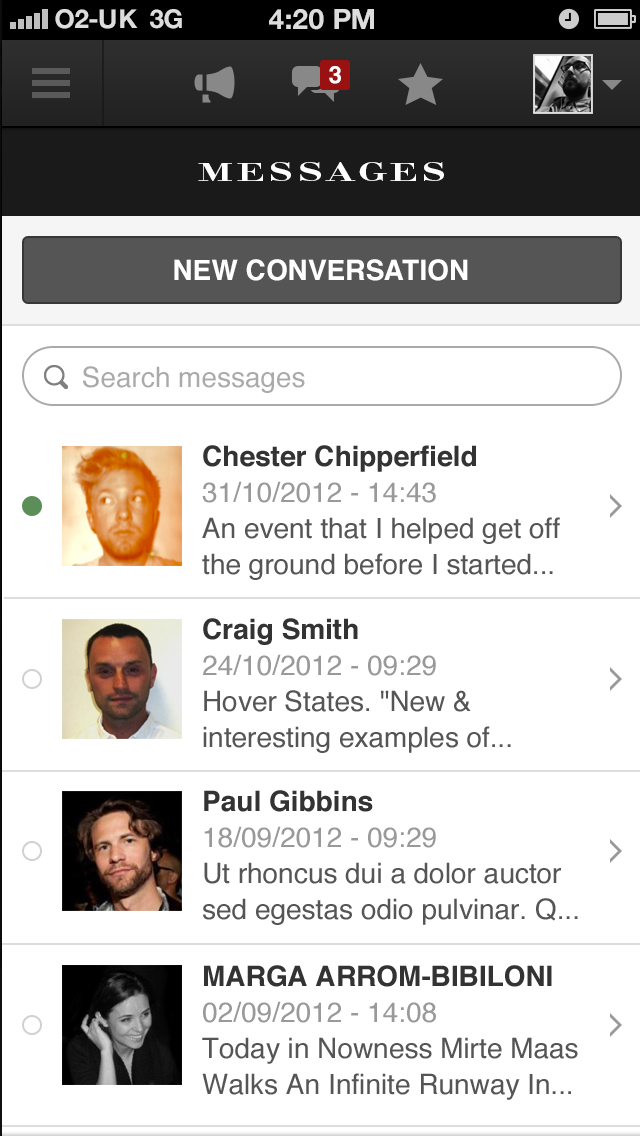 O2-UK 3G 4:20 PM
3
MESSAGES
NEW CONVERSATION
Search messages
Chester Chipperfield
31/10/2012 - 14:43
An event that I helped get off
the ground before I started...
Craig Smith
24/10/2012 - 09:29
Hover States. "New &
interesting examples of...
Paul Gibbins
18/09/2012 - 09:29
Ut rhoncus dui a dolor auctor
sed egestas odio pulvinar. Q...
MARGA ARROM-BIBILONI
02/09/2012 - 14:08
Today in Nowness Mirte Maas
Walks An Infinite Runway In...